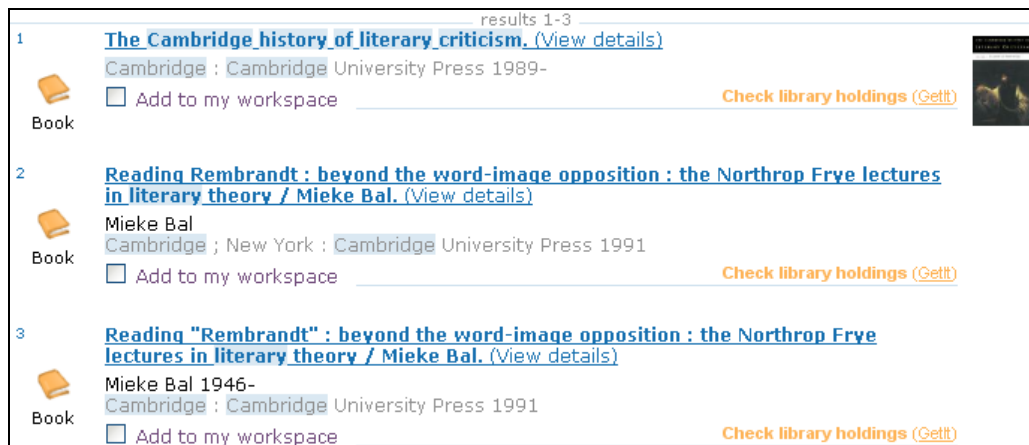 results 1-3
1 The Cambridge history of literary criticism. (View details)
Cambridge : Cambridge University Press 1989-
Add to my workspace Check library holdings (GetIt)
Book
2 Reading Rembrandt : beyond the word-image opposition : the Northrop Frye lectures
in literary theory / Mieke Bal. (View details)
Mieke Bal
Cambridge ; New York : Cambridge University Press 1991
Book
Add to my workspace Check library holdings (GetIt)
3 Reading "Rembrandt" : beyond the word-image opposition : the Northrop Frye
lectures in literary theory / Mieke Bal. (View details)
Mieke Bal 1946-
Cambridge : Cambridge University Press 1991
Book
Add to my workspace Check library holdings (GetIt)